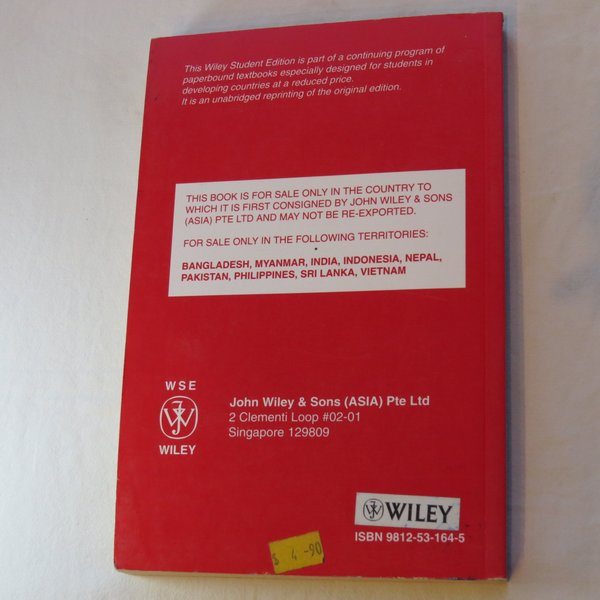 This Wiley Student Edition is part of a continuing program of
paperbound textbooks especially designed for students in
developing countries at a reduced price.
It is an unabridged reprinting of the original edition.
THIS BOOK IS FOR SALE ONLY IN THE COUNTRY TO
WHICH IT IS FIRST CONSIGNED BY JOHN WILEY & SONS
(ASIA) PTE LTD AND MAY NOT BE RE-EXPORTED.
FOR SALE ONLY IN THE FOLLOWING TERRITORIES:
BANGLADESH, MYANMAR, INDIA, INDONESIA, NEPAL,
PAKISTAN, PHILIPPINES, SRI LANKA, VIETNAM
WSE
WILEY
John Wiley & Sons (ASIA) Pte Ltd
2 Clementi Loop #02-01
Singapore 129809
WILEY
ISBN 9812-53-164-5
$ 4-90